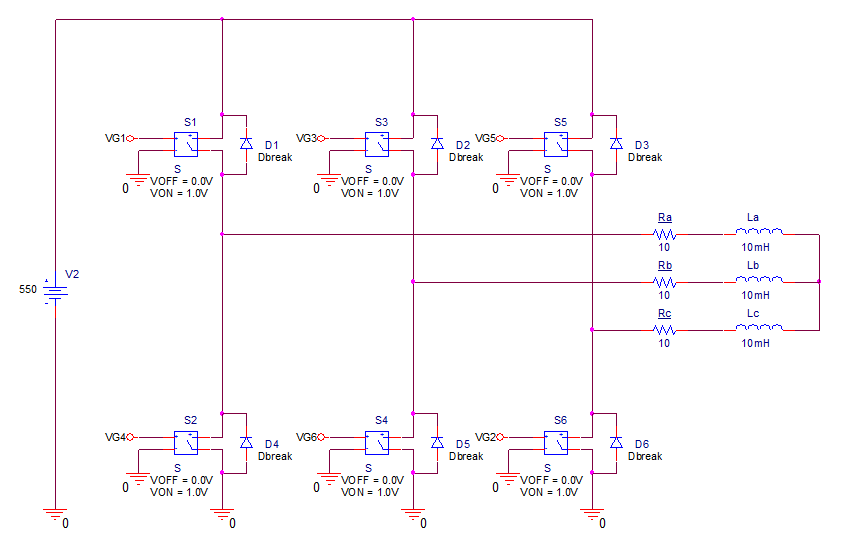 S1
S3
S5
VG1
VG3
VG5
D1
Dbreak
D2
Dbreak
D3
Dbreak
S
VOFF = 0.0V
VON = 1.0V
S
VOFF = 0.0V
VON = 1.0V
S
VOFF = 0.0V
VON = 1.0V
0
0
0
Ra
La
10
10mH
Rb
Lb
10
10mH
Rc
Lc
10
10mH
V2
550
S2
S4
S6
VG4
VG6
VG2
D4
Dbreak
D5
Dbreak
D6
Dbreak
S
VOFF = 0.0V
VON = 1.0V
S
VOFF = 0.0V
VON = 1.0V
S
VOFF = 0.0V
VON = 1.0V
0
0
0
0
0
0
0